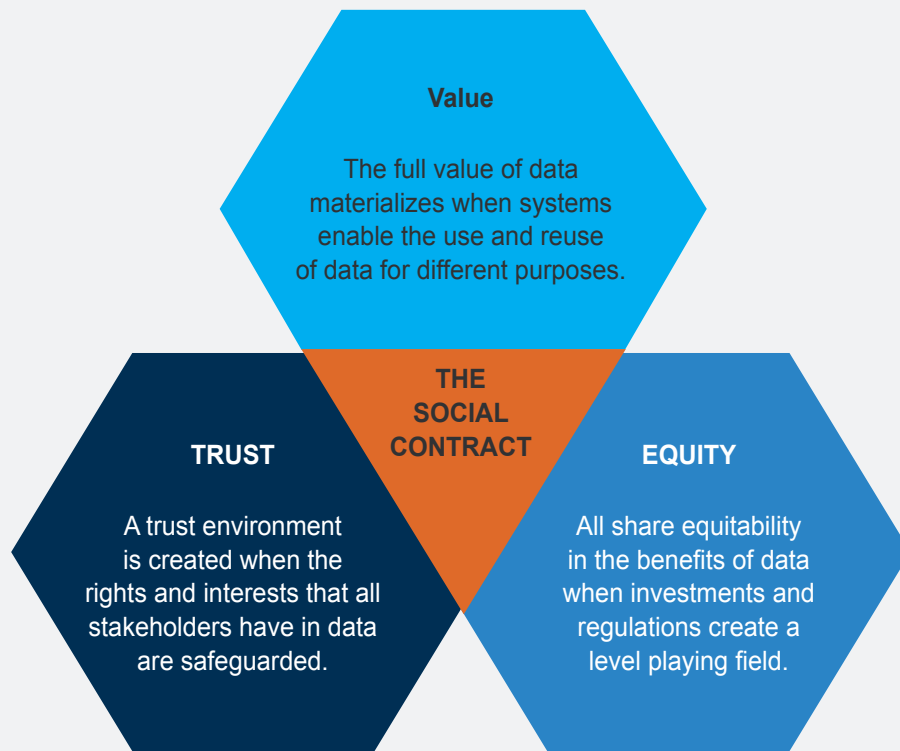 Value
The full value of data
materializes when systems
enable the use and reuse
of data for different purposes.
THE
SOCIAL
CONTRACT
TRUST
A trust environment
is created when the
rights and interests that all
stakeholders have in data
are safeguarded.
EQUITY
All share equitability
in the benefits of data
when investments and
regulations create a
level playing field.